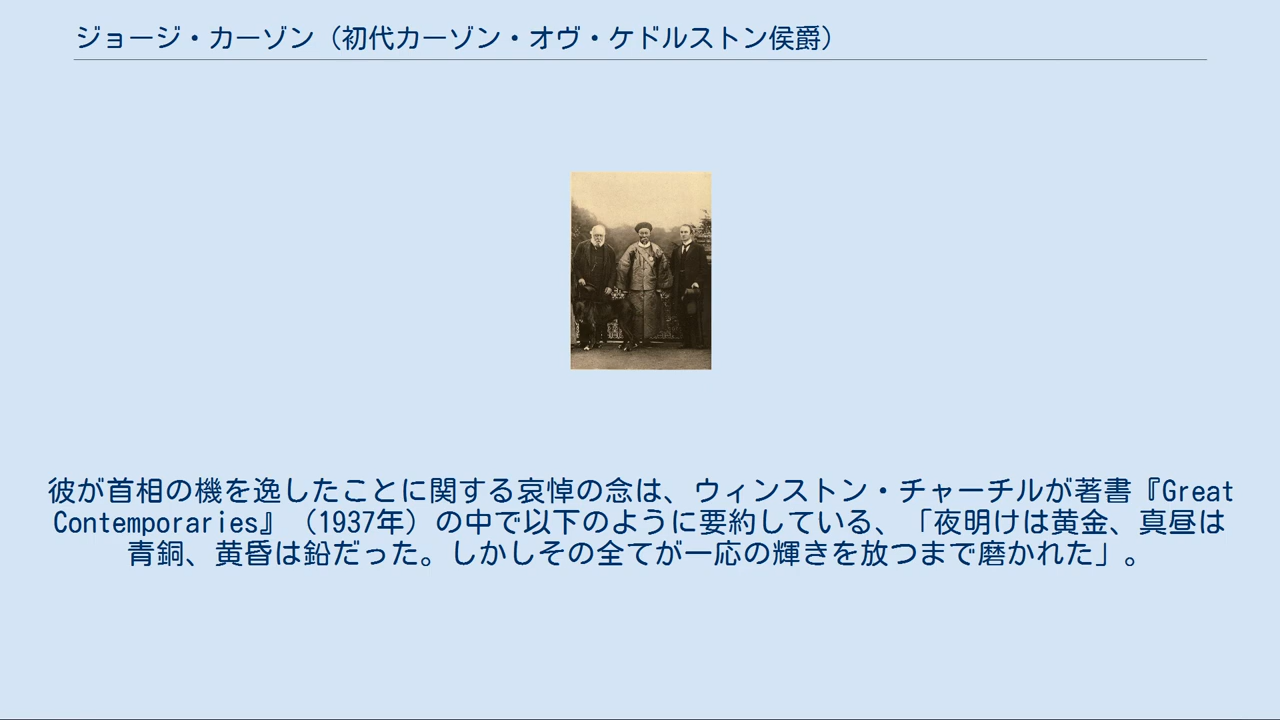 ジョージ・カーゾン（初代カーゾン・オヴ・ケドルストン侯爵）
彼が首相の機を逸したことに関する哀悼の念は、ウィンストン・チャーチルが著書『Great
Contemporaries』（1937年）の中で以下のように要約している、「夜明けは黄金、真昼は
青銅、黄昏は鉛だった。しかしその全てが一応の輝きを放つまで磨かれた」。